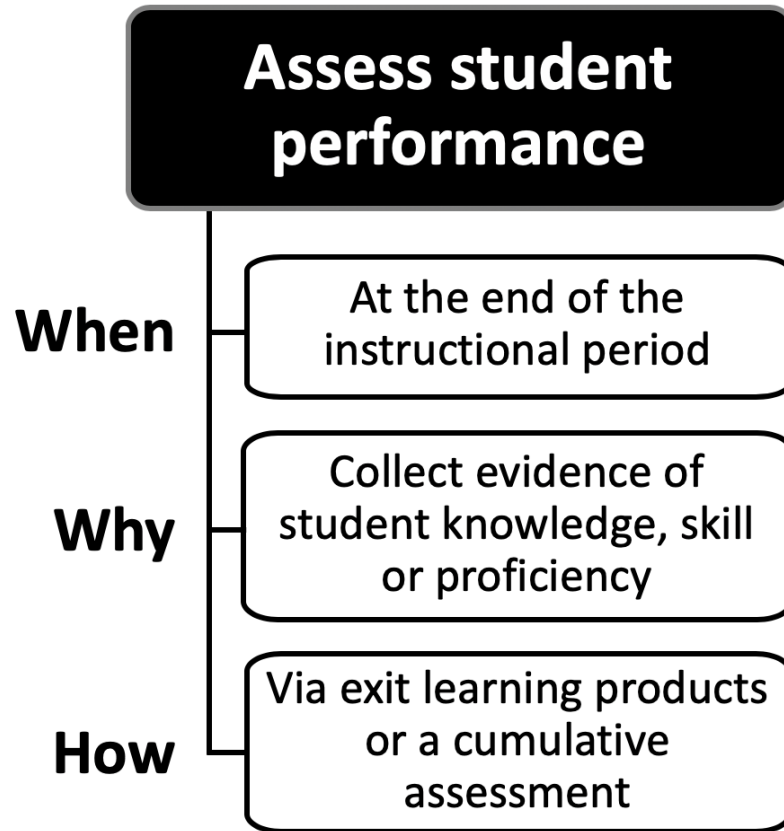 Assess student
performance
When
At the end of the
instructional period
Why
Collect evidence of
student knowledge, skill
or proficiency
How
Via exit learning products
or a cumulative
assessment